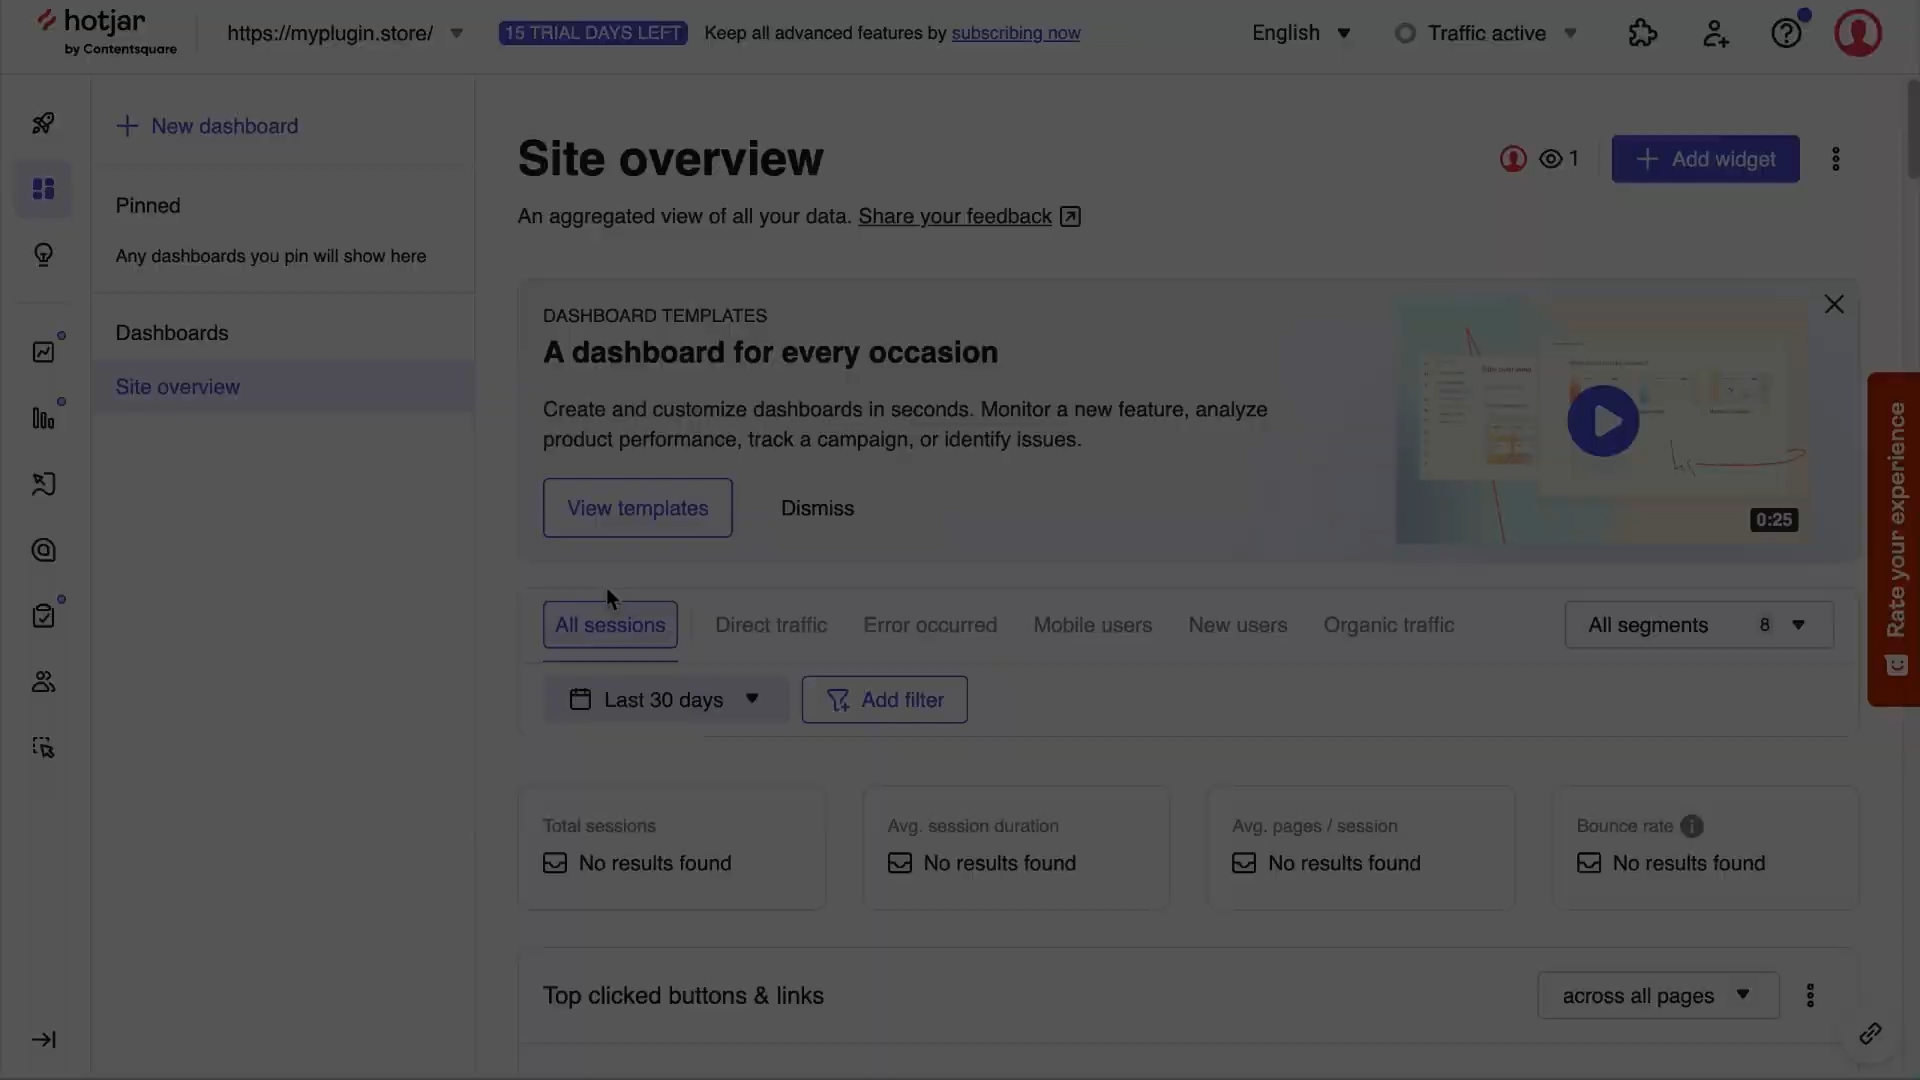 hotjar
by Contentsquare
https://myplugin.store/
15 TRIAL DAYS LEFT
Keep all advanced features by subscribing now
English
Traffic active
New dashboard
Pinned
Any dashboards you pin will show here
Dashboards
Site overview
Site overview
1
Add widget
An aggregated view of all your data. Share your feedback
DASHBOARD TEMPLATES
A dashboard for every occasion
Create and customize dashboards in seconds. Monitor a new feature, analyze
product performance, track a campaign, or identify issues.
View templates
Dismiss
Site overview
0:25
Rate your experience
All sessions
Direct traffic
Error occurred
Mobile users
New users
Organic traffic
All segments
8
Last 30 days
Add filter
Total sessions
No results found
Avg. session duration
No results found
Avg. pages / session
No results found
Bounce rate
No results found
Top clicked buttons & links
across all pages